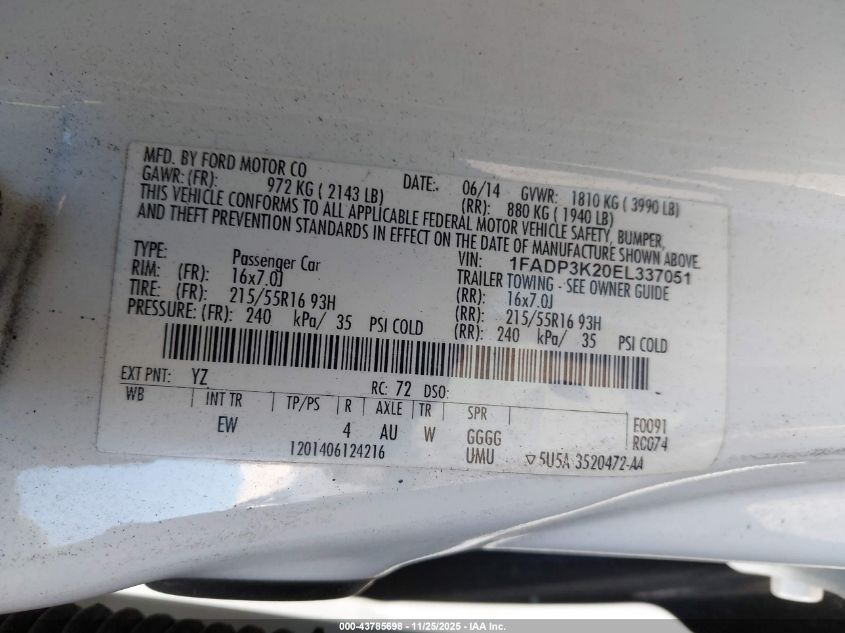 MFD. BY FORD MOTOR CO DATE: 06/14 GVWR: 1810 KG ( 3990 LB)
GAWR: (FR): 972 KG ( 2143 LB) (RR): 880 KG ( 1940 LB)
THIS VEHICLE CONFORMS TO ALL APPLICABLE FEDERAL MOTOR VEHICLE SAFETY, BUMPER,
AND THEFT PREVENTION STANDARDS IN EFFECT ON THE DATE OF MANUFACTURE SHOWN ABOVE.
VIN: 1FADP3K20EL337051
TYPE: Passenger Car TRAILER TOWING - SEE OWNER GUIDE
RIM: (FR): 16x7.0J (RR): 16x7.0J
TIRE: (FR): 215/55R16 93H (RR): 215/55R16 93H
PRESSURE: (FR): 240 kPa/ 35 PSI COLD (RR): 240 kPa/ 35 PSI COLD
EXT PNT: YZ RC: 72 DSO:
WB INT TR TP/PS R AXLE TR SPR
EW 4 AU W GGGG E0091
UMU RC074
1201406124216 ▽5U5A 3520472-AA
000-43785698 - 11/25/2025 - IAA Inc.